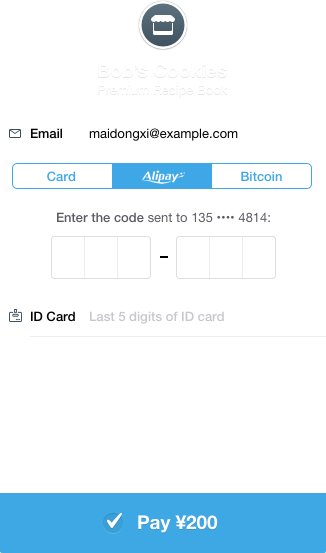 Bob's Cookies
Premium Recipe Book
Email maidongxi@example.com
Card Alipay Bitcoin
Enter the code sent to 135 •••• 4814:
–
ID Card Last 5 digits of ID card
Pay ¥200